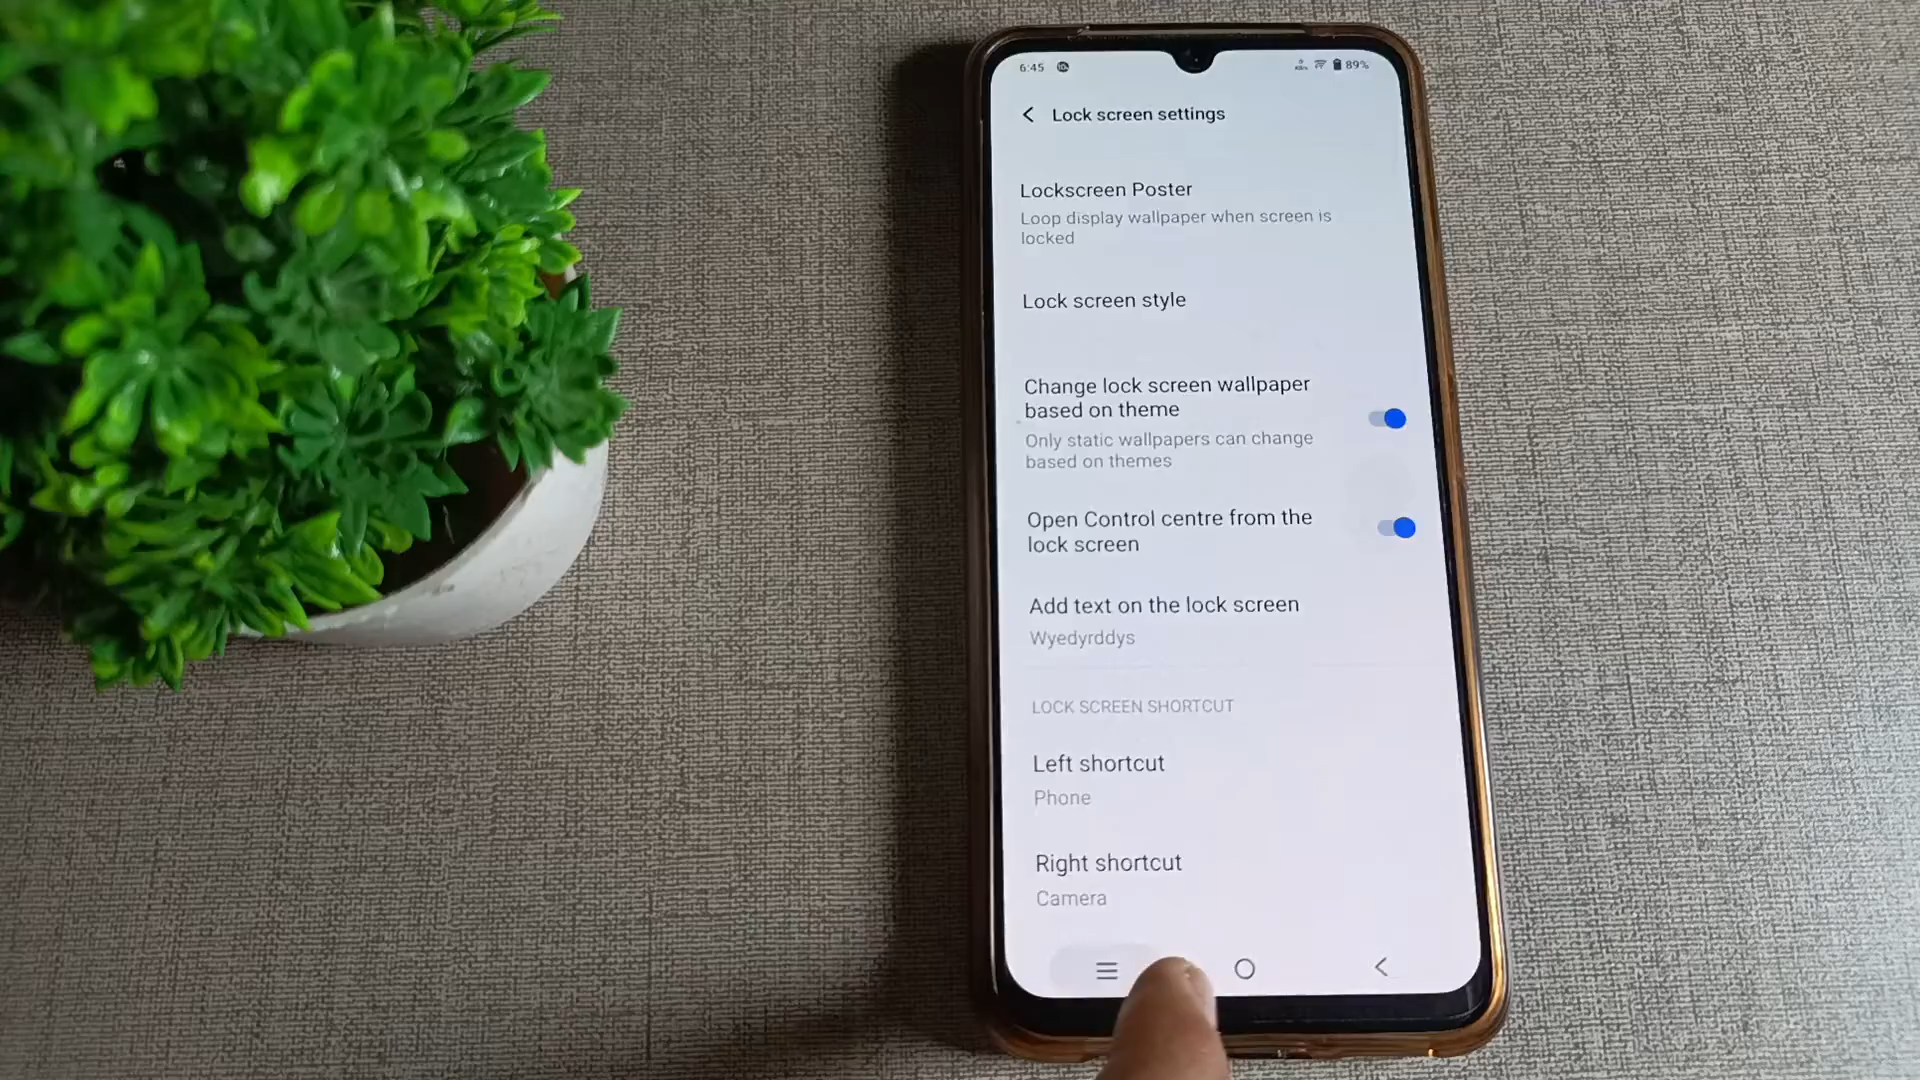 6:45 89%
Lock screen settings
Lockscreen Poster
Loop display wallpaper when screen is
locked
Lock screen style
Change lock screen wallpaper
based on theme
Only static wallpapers can change
based on themes
Open Control centre from the
lock screen
Add text on the lock screen
Wyedyrddys
LOCK SCREEN SHORTCUT
Left shortcut
Phone
Right shortcut
Camera